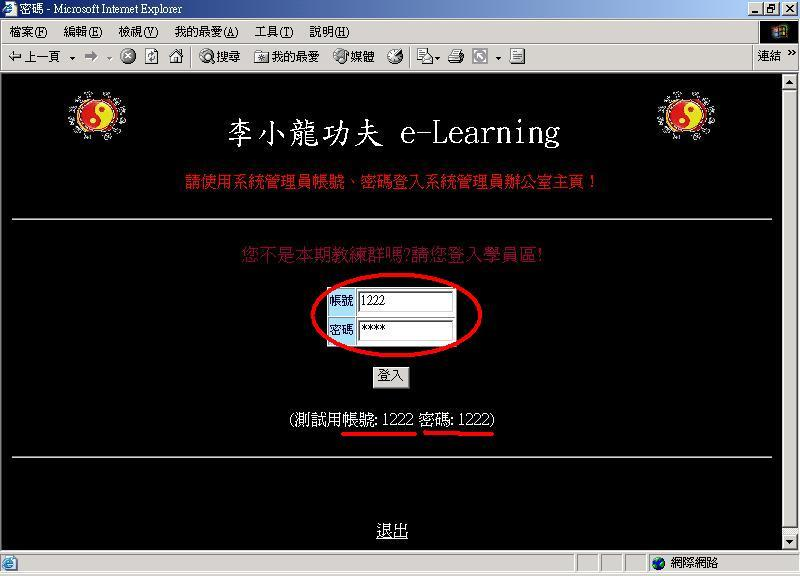 密碼 - Microsoft Internet Explorer
檔案(F) 編輯(E) 檢視(V) 我的最愛(A) 工具(T) 說明(H)
上一頁 搜尋 我的最愛 媒體 連結 »
李小龍功夫 e-Learning
請使用系統管理員帳號、密碼登入系統管理員辦公室主頁！
您不是本期教練群嗎?請您登入學員區!
帳號 1222
密碼 ****
登入
(測試用帳號: 1222 密碼: 1222)
退出
網際網路